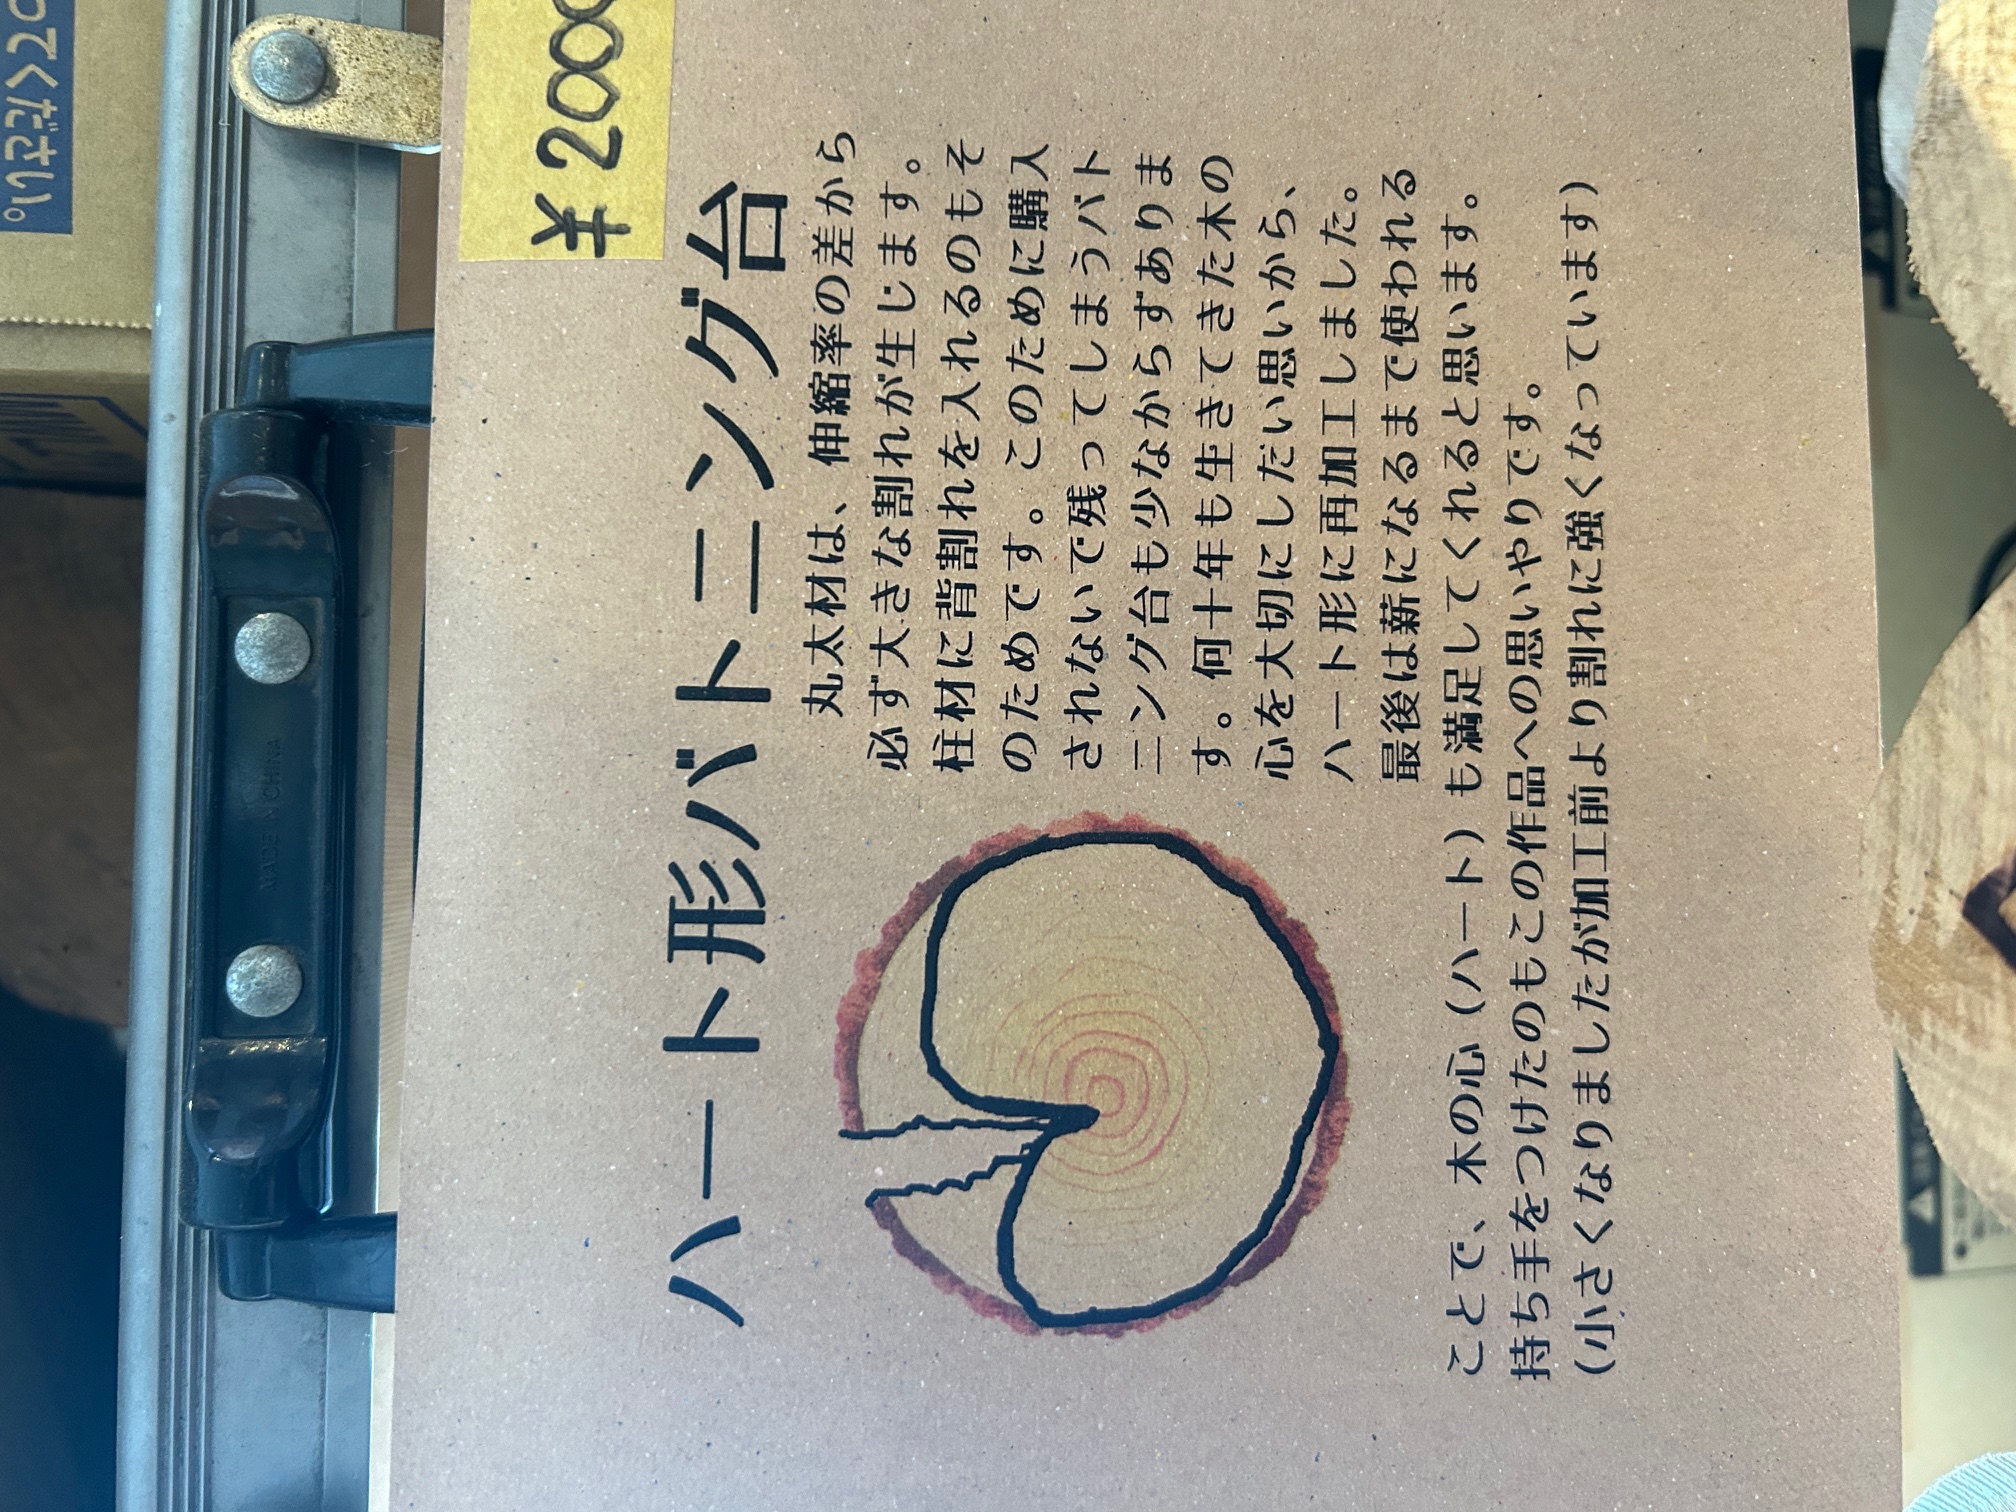 ¥2000
ハート形バトニング台
丸太材は、伸縮率の差から
必ず大きな割れが生じます。
柱材に背割れを入れるのもそ
のためです。このために購入
されないで残ってしまうバト
ニング台も少なからずありま
す。何十年も生きてきた木の
心を大切にしだい思いから、
ハート形に再加工しました。
最後は薪になるまで使われる
ことで、木の心（ハート）も満足してくれると思います。
持ち手をつけたのもこの作品への思いやりです。
（小さくなりましたが加工前より割れに強くなっています）
MADE IN CHINA
てください。